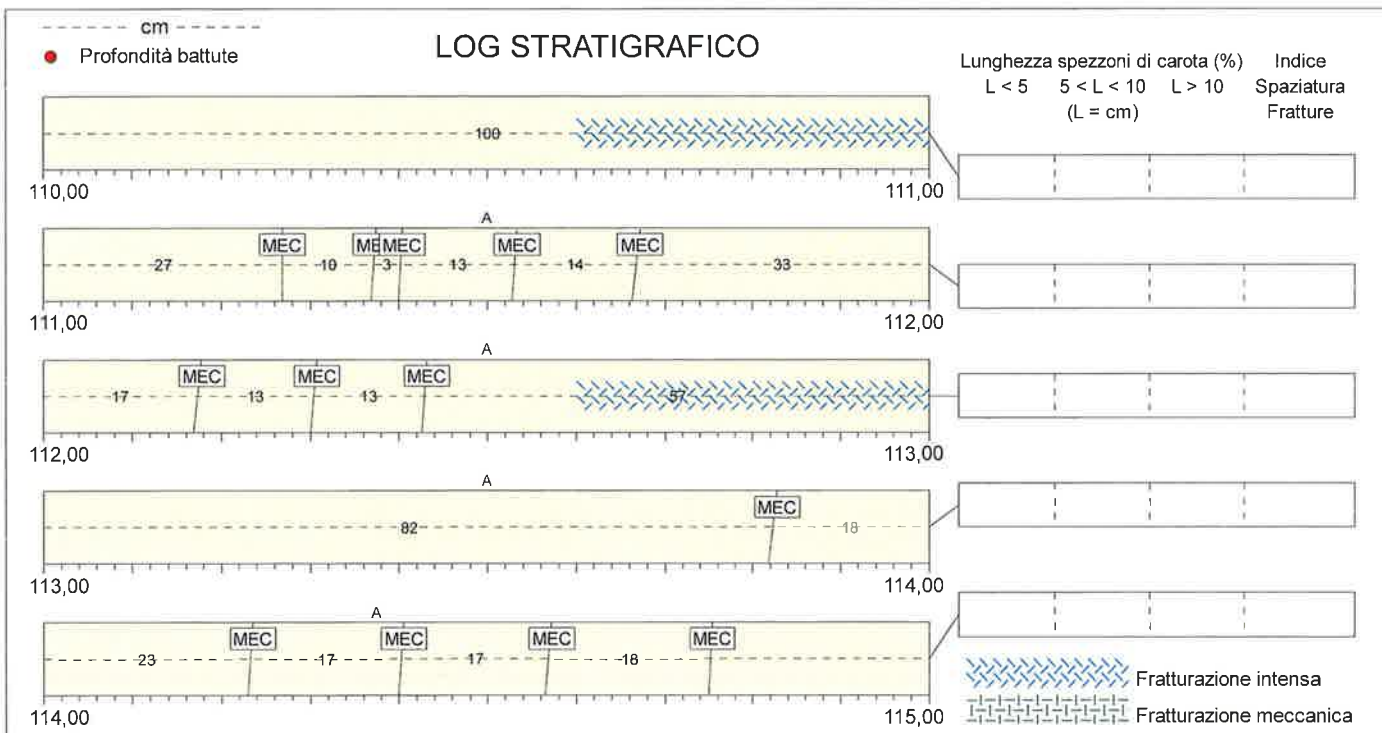 cm
Profondità battute
LOG STRATIGRAFICO
Lunghezza spezzoni di carota (%) Indice
L < 5 5 < L < 10 L > 10 Spaziatura
(L = cm) Fratture
100
110,00 111,00
A
MEC MEC MEC MEC
27 10 3 13 14 33
111,00 112,00
A
MEC MEC MEC
17 13 13 57
112,00 113,00
A
MEC
82 18
113,00 114,00
A
MEC MEC MEC MEC
23 17 17 18
114,00 115,00
Fratturazione intensa
Fratturazione meccanica